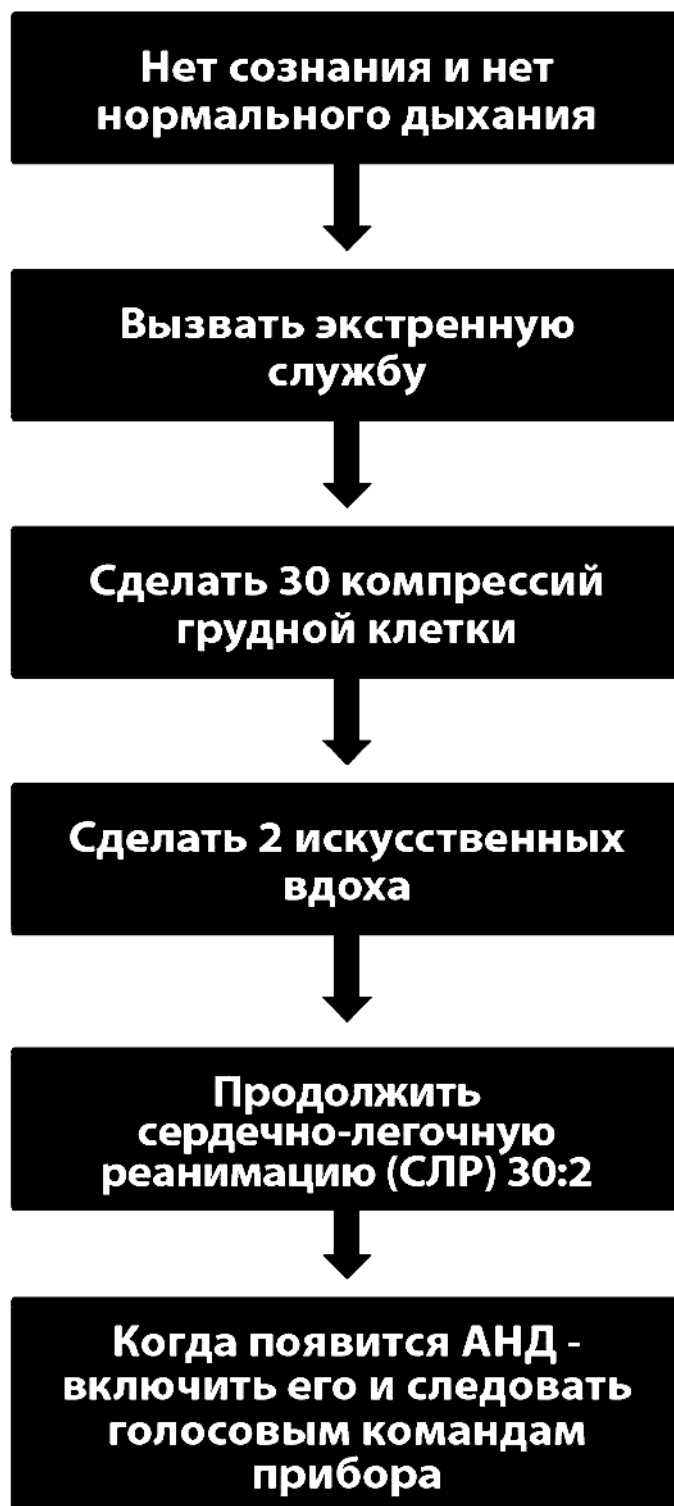 Нет сознания и нет
нормального дыхания
Вызвать экстренную
службу
Сделать 30 компрессий
грудной клетки
Сделать 2 искусственных
вдоха
Продолжить
сердечно-легочную
реанимацию (СЛР) 30:2
Когда появится АНД -
включить его и следовать
голосовым командам
прибора